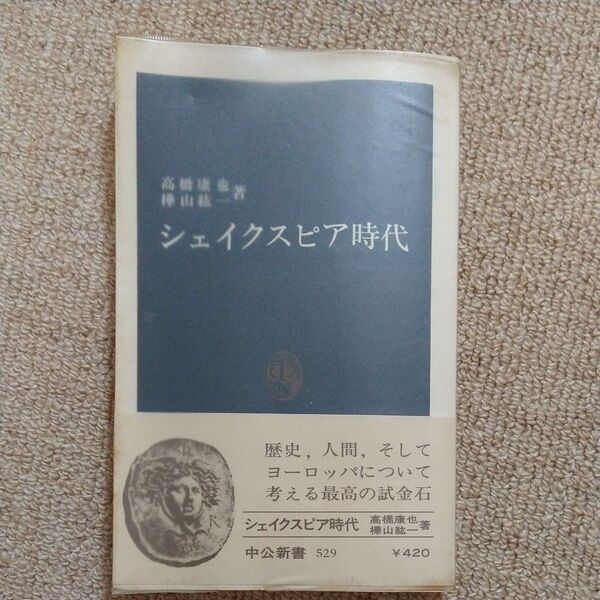 高橋康也
樺山紘一著
シェイクスピア時代
歴史，人間，そして
ヨーロッパについて
考える最高の試金石
シェイクスピア時代 高橋康也
樺山紘一著
中公新書 529 ￥420